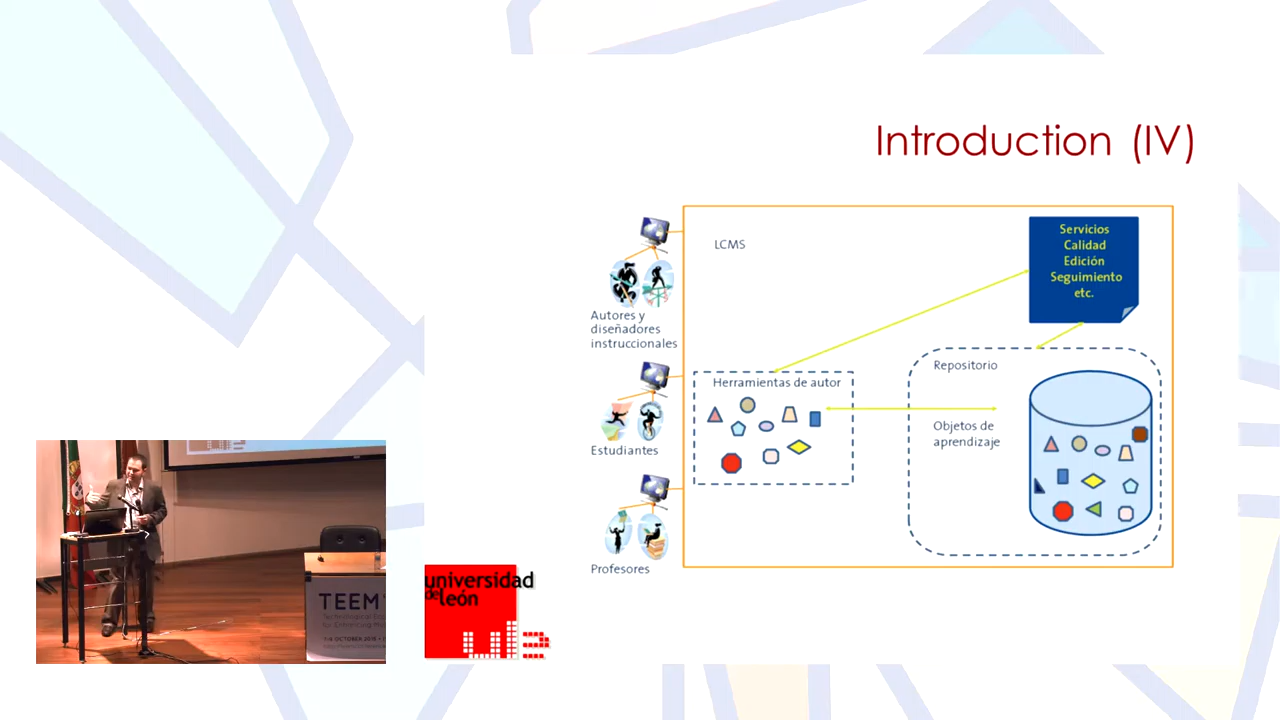 Introduction (IV)
LCMS
Servicios
Calidad
Edición
Seguimiento
etc.
Autores y
diseñadores
instruccionales
Herramientas de autor
Repositorio
Objetos de
aprendizaje
Estudiantes
Profesores
universidad
de león
TEEM